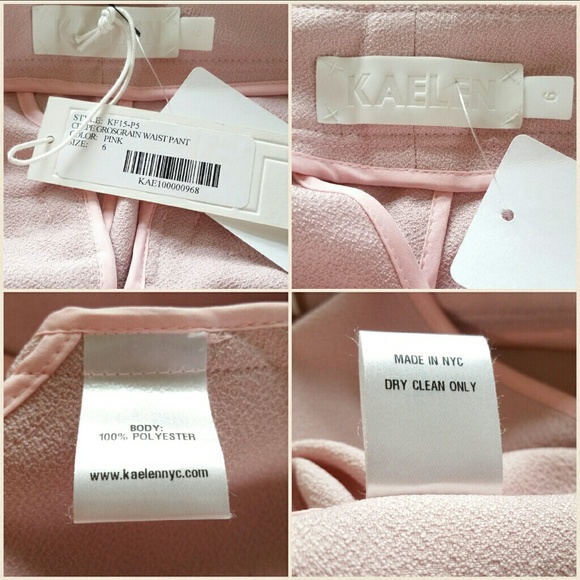 STYLE: KF15-P5
CREPE GROSGRAIN WAIST PANT
COLOR: PINK
SIZE: 6
KAE100000968
KAELEN
6
BODY:
100% POLYESTER
www.kaelennyc.com
MADE IN NYC
DRY CLEAN ONLY